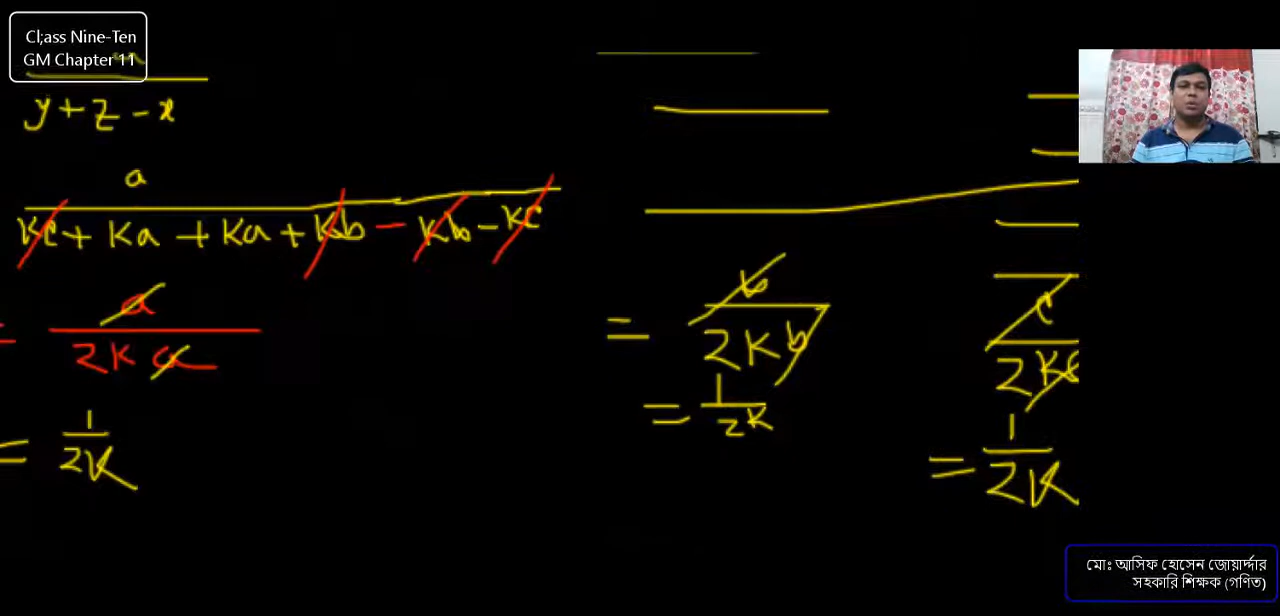 Cl;ass Nine-Ten
GM Chapter 11
y + z - x
a
Kc + Ka + Ka + Kb - Kb - Kc
a
2Ka
= 1
2K
= b
2Kb
= 1
2K
c
2Kc
= 1
2K
মোঃ আসিফ হোসেন জোয়ার্দ্দার
সহকারি শিক্ষক (গণিত)